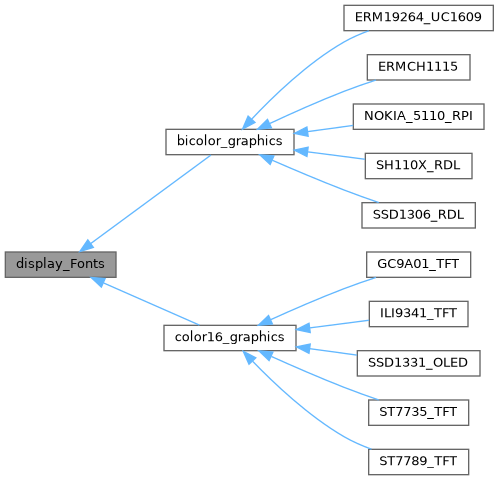 ERM19264_UC1609
ERMCH1115
NOKIA_5110_RPI
bicolor_graphics
SH110X_RDL
SSD1306_RDL
display_Fonts
GC9A01_TFT
ILI9341_TFT
color16_graphics
SSD1331_OLED
ST7735_TFT
ST7789_TFT